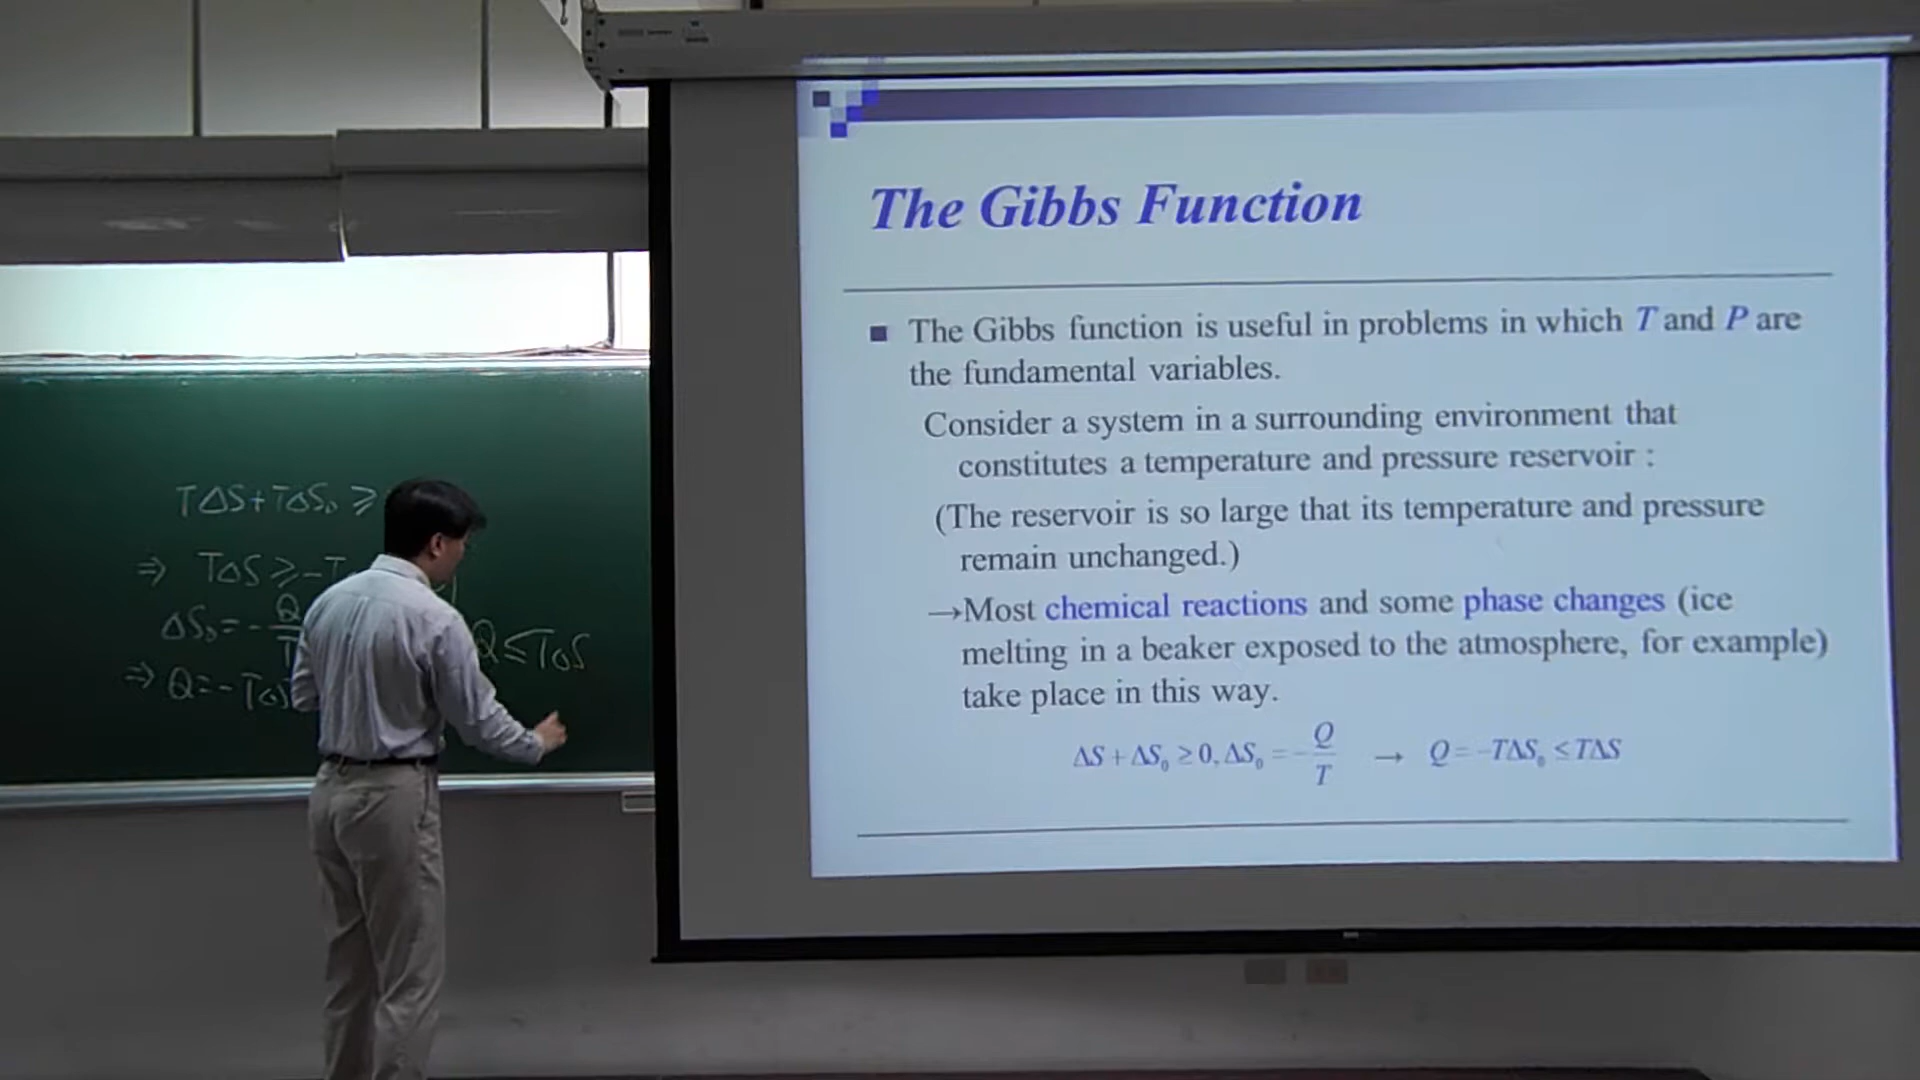 TΔS+TΔS₀ ≥
⇒ TΔS ≥ -T
ΔS₀ = - Q
T
Q ≤ TΔS
⇒ Q = - TΔS
The Gibbs Function
The Gibbs function is useful in problems in which T and P are
the fundamental variables.
Consider a system in a surrounding environment that
constitutes a temperature and pressure reservoir :
(The reservoir is so large that its temperature and pressure
remain unchanged.)
→Most chemical reactions and some phase changes (ice
melting in a beaker exposed to the atmosphere, for example)
take place in this way.
ΔS + ΔS₀ ≥ 0, ΔS₀ = -Q/T → Q = -TΔS₀ ≤ TΔS